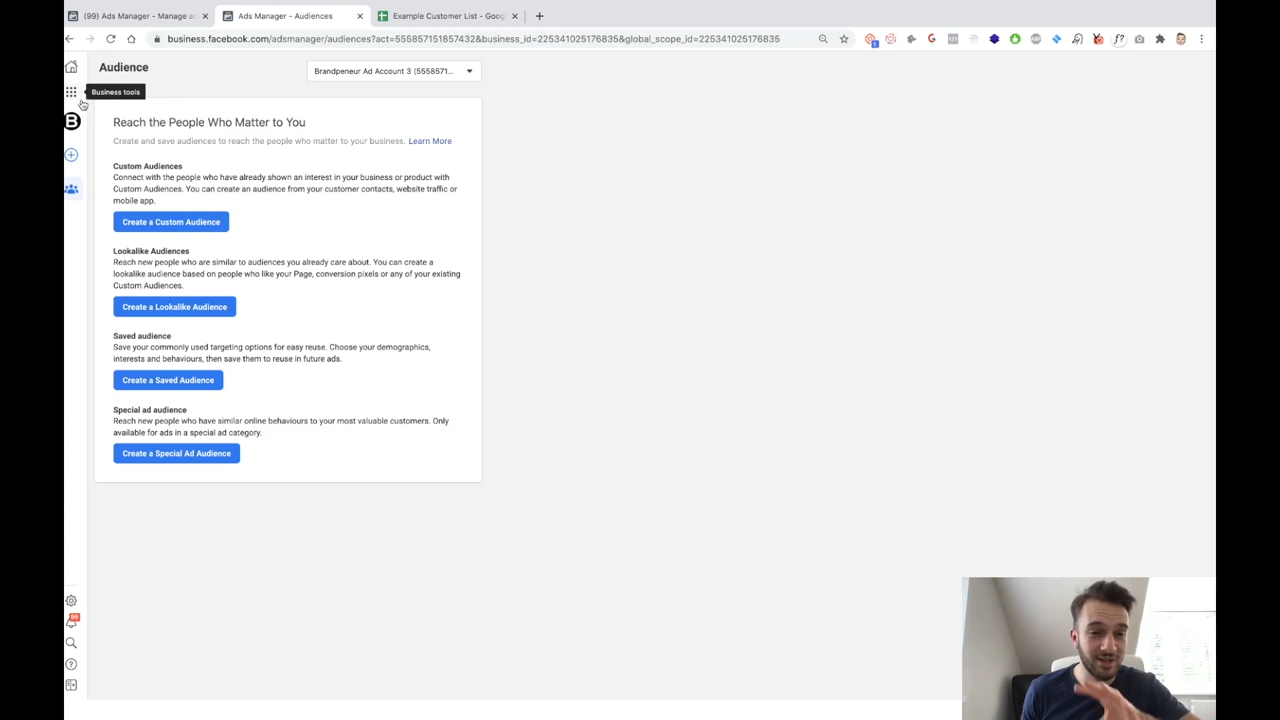 (99) Ads Manager - Manage a
Ads Manager - Audiences
Example Customer List - Goog
business.facebook.com/adsmanager/audiences?act=555857151857432&business_id=225341025176835&global_scope_id=225341025176835
Audience
Brandpeneur Ad Account 3 (5558571...
Business tools
B
Reach the People Who Matter to You
Create and save audiences to reach the people who matter to your business. Learn More
Custom Audiences
Connect with the people who have already shown an interest in your business or product with
Custom Audiences. You can create an audience from your customer contacts, website traffic or
mobile app.
Create a Custom Audience
Lookalike Audiences
Reach new people who are similar to audiences you already care about. You can create a
lookalike audience based on people who like your Page, conversion pixels or any of your existing
Custom Audiences.
Create a Lookalike Audience
Saved audience
Save your commonly used targeting options for easy reuse. Choose your demographics,
interests and behaviours, then save them to reuse in future ads.
Create a Saved Audience
Special ad audience
Reach new people who have similar online behaviours to your most valuable customers. Only
available for ads in a special ad category.
Create a Special Ad Audience
99